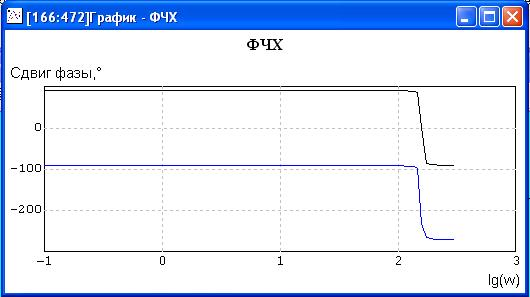 [166:472]График - ФЧХ
ФЧХ
Сдвиг фазы,°
0
−100
−200
−1 0 1 2 3
lg(w)